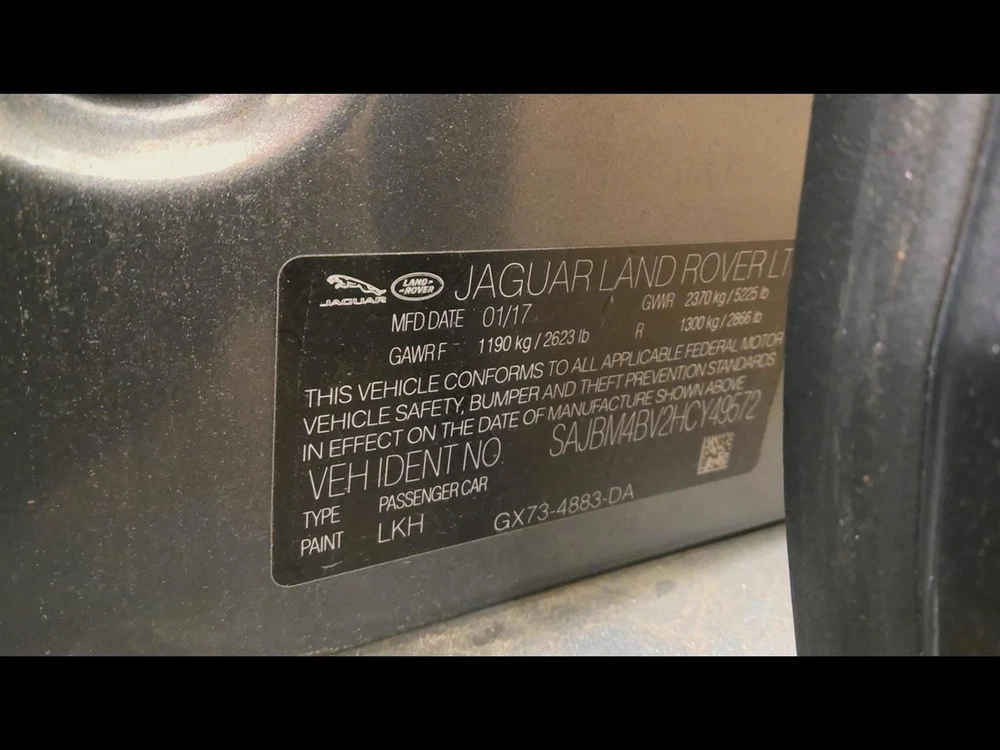 JAGUAR LAND-ROVER JAGUAR LAND ROVER LT
MFD DATE 01/17 GVWR 2370 kg / 5225 lb
GAWR F 1190 kg / 2623 lb R 1300 kg / 2866 lb
THIS VEHICLE CONFORMS TO ALL APPLICABLE FEDERAL MOTOR
VEHICLE SAFETY, BUMPER AND THEFT PREVENTION STANDARDS
IN EFFECT ON THE DATE OF MANUFACTURE SHOWN ABOVE
VEH IDENT NO SAJBM4BV2HCY49572
TYPE PASSENGER CAR
PAINT LKH GX73-4883-DA